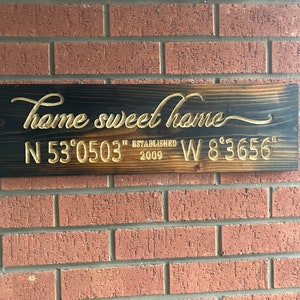 home sweet home
N 53°0503" ESTABLISHED 2009 W 8°3656"